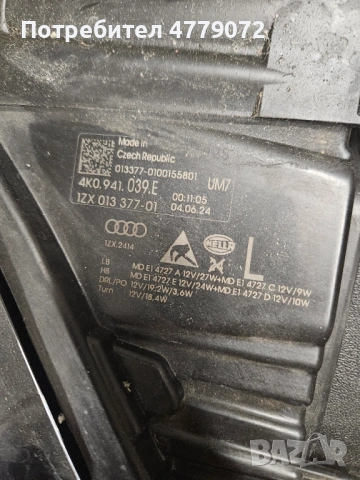 Потребител 4779072
Made in
Czech Republic
013377-0100155801
4K0.941.039.E UM7
1ZX 013 377-01
00:11:05
04.06.24
1ZX.2414
HELLA
L
LB MD E1 4727 A 12V/27W+MD E1 4727 C 12V/9W
HB MD E1 4727 E 12V/24W+MD E1 4727 D 12V/10W
DRL/PO 12V/19.2W/3.6W
Turn 12V/18.4W
BAZAR